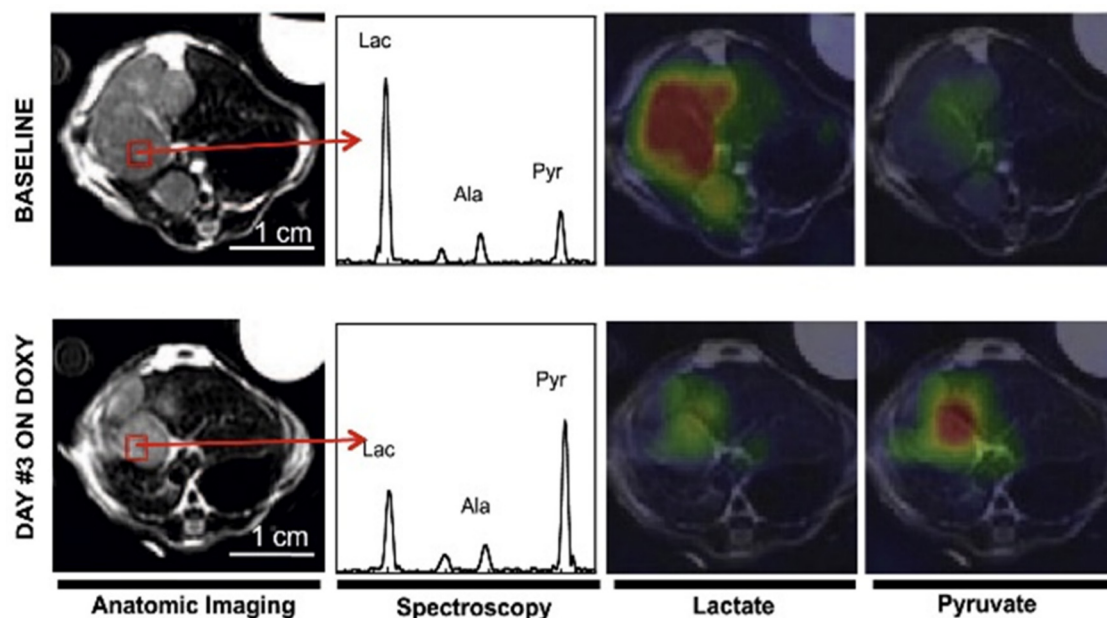 BASELINE
1 cm
Lac
Ala
Pyr
DAY #3 ON DOXY
1 cm
Lac
Ala
Pyr
Anatomic Imaging
Spectroscopy
Lactate
Pyruvate